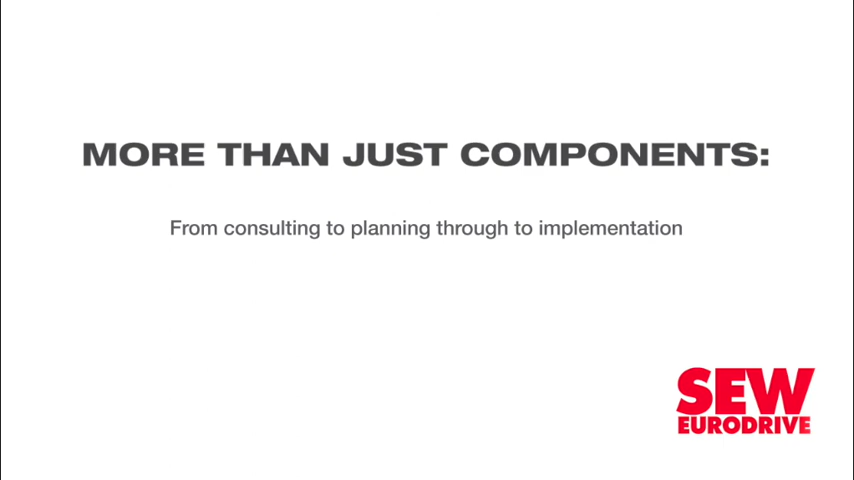 MORE THAN JUST COMPONENTS:
From consulting to planning through to implementation
SEW
EURODRIVE